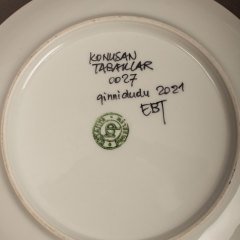 KONUŞAN
TABAKLAR
0027
ginnidudu 2021
EBT